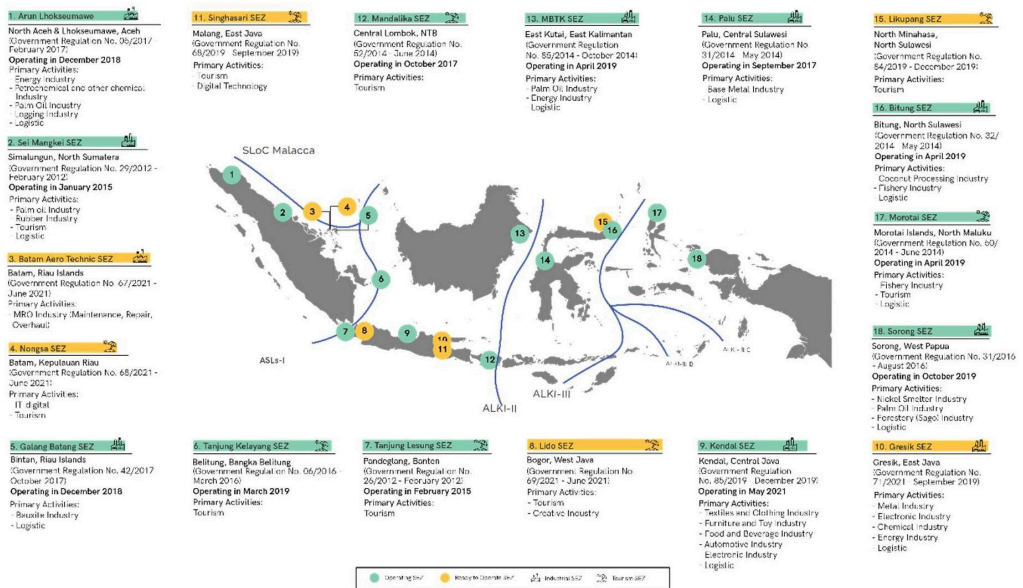 1. Arun Lhokseumawe
North Aceh & Lhokseumawe, Aceh
(Government Regulation No. 05/2017 -
February 2017)
Operating in December 2018
Primary Activities:
- Energy Industry
- Petrochemical and other chemical
Industry
- Palm Oil Industry
- Logging Industry
- Logistic
2. Sei Mangkei SEZ
Simalungun, North Sumatera
(Government Regulation No. 29/2012 -
February 2012)
Operating in January 2015
Primary Activities:
- Palm oil Industry
- Rubber Industry
- Tourism
- Logistic
3. Batam Aero Technic SEZ
Batam, Riau Islands
(Government Regulation No. 67/2021 -
June 2021)
Primary Activities:
- MRO Industry (Maintenance, Repair,
Overhaul)
4. Nongsa SEZ
Batam, Kepulauan Riau
(Government Regulation No. 68/2021 -
June 2021)
Primary Activities:
- IT digital
- Tourism
5. Galang Batang SEZ
Bintan, Riau Islands
(Government Regulation No. 42/2017
October 2017)
Operating in December 2018
Primary Activities:
- Bauxite Industry
- Logistic
11. Singhasari SEZ
Malang, East Java
(Government Regulation No.
68/2019 - September 2019)
Primary Activities:
- Tourism
- Digital Technology
12. Mandalika SEZ
Central Lombok, NTB
(Government Regulation No.
52/2014 - June 2014)
Operating in October 2017
Primary Activities:
Tourism
13. MBTK SEZ
East Kutai, East Kalimantan
(Government Regulation
No. 85/2014 - October 2014)
Operating in April 2019
Primary Activities:
- Palm Oil Industry
- Energy Industry
- Logistic
14. Palu SEZ
Palu, Central Sulawesi
(Government Regulation No.
31/2014 - May 2014)
Operating in September 2017
Primary Activities:
Base Metal Industry
- Logistic
15. Likupang SEZ
North Minahasa,
North Sulawesi
(Government Regulation No.
84/2019 - December 2019)
Primary Activities:
Tourism
16. Bitung SEZ
Bitung, North Sulawesi
(Government Regulation No. 32/
2014 - May 2014)
Operating in April 2019
Primary Activities:
Coconut Processing Industry
- Fishery Industry
Logistic
17. Morotai SEZ
Morotai Islands, North Maluku
(Government Regulation No. 50/
2014 - June 2014)
Operating in April 2019
Primary Activities:
Fishery Industry
- Tourism
- Logistic
18. Sorong SEZ
Sorong, West Papua
(Government Regulation No. 31/2016
- August 2016)
Operating in October 2019
Primary Activities:
- Nickel Smelter Industry
- Palm Oil Industry
- Forestery (Sago) Industry
- Logistic
SLoC Malacca
1
2
3
4
5
6
7
8
9
10
11
12
13
14
15
16
17
18
ASLs-I
ALKI-II
ALKI-III
6. Tanjung Kelayang SEZ
Belitung, Bangka Belitung
(Government Regulation No. 06/2016 -
March 2016)
Operating in March 2019
Primary Activities:
Tourism
7. Tanjung Lesung SEZ
Pandeglang, Banten
(Government Regulation No.
26/2012 - February 2012)
Operating in February 2015
Primary Activities:
Tourism
8. Lido SEZ
Bogor, West Java
(Government Regulation No
69/2021 - June 2021)
Primary Activities:
- Tourism
- Creative Industry
9. Kendal SEZ
Kendal, Central Java
(Government Regulation
No. 85/2019 - December 2019)
Operating in May 2021
Primary Activities:
- Textiles and Clothing Industry
- Furniture and Toy Industry
- Food and Beverage Industry
- Automotive Industry
Electronic Industry
- Logistic
10. Gresik SEZ
Gresik, East Java
(Government Regulation No.
71/2021 - September 2019)
Primary Activities:
- Metal Industry
- Electronic Industry
- Chemical Industry
- Energy Industry
- Logistic
Operating SEZ
Ready to Operate SEZ
Industrial SEZ
Tourism SEZ